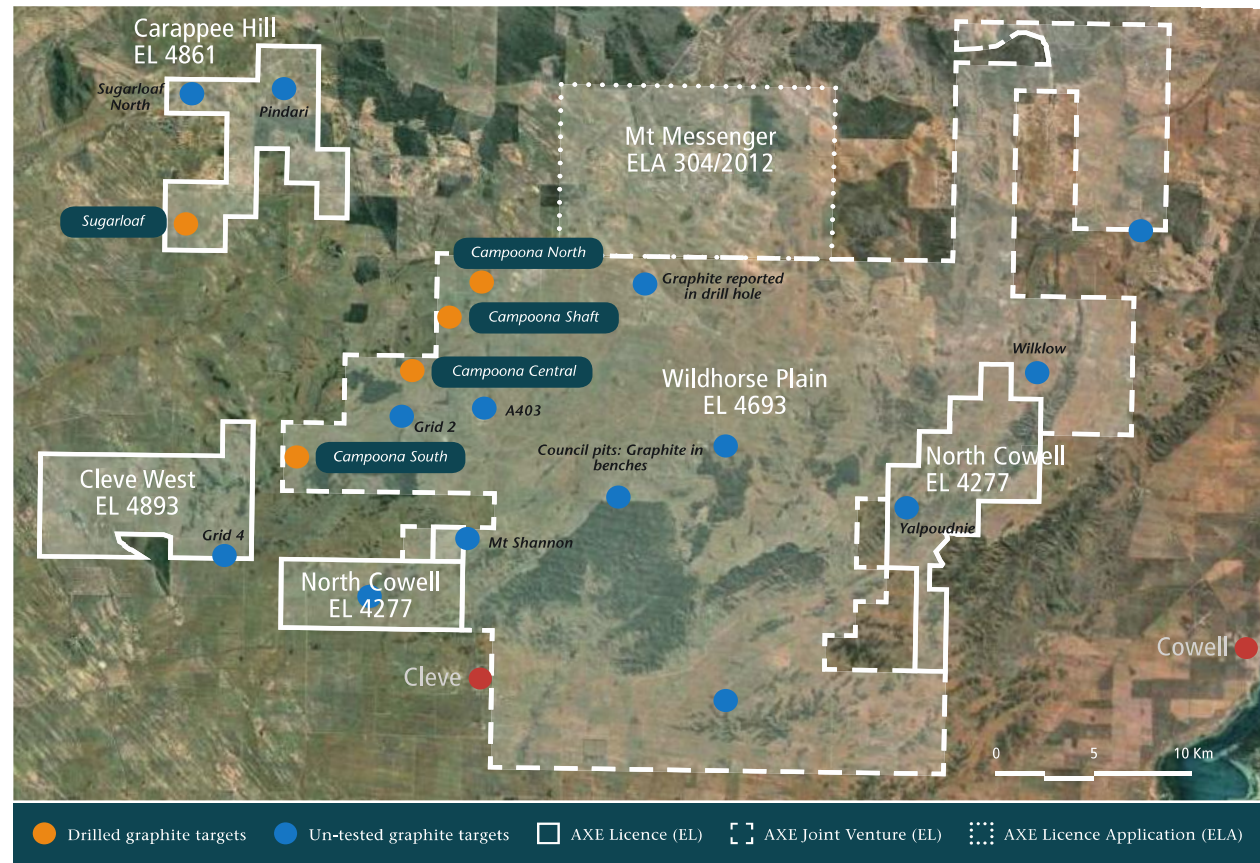 Carappee Hill
EL 4861
Sugarloaf
North
Pindari
Mt Messenger
ELA 304/2012
Sugarloaf
Campoona North
Graphite reported
in drill hole
Campoona Shaft
Wilklow
Campoona Central
Wildhorse Plain
EL 4693
A403
Grid 2
Council pits: Graphite in
benches
Campoona South
North Cowell
EL 4277
Cleve West
EL 4893
Yalpoudnie
Grid 4
Mt Shannon
North Cowell
EL 4277
Cleve
Cowell
0 5 10 Km
Drilled graphite targets
Un-tested graphite targets
AXE Licence (EL)
AXE Joint Venture (EL)
AXE Licence Application (ELA)